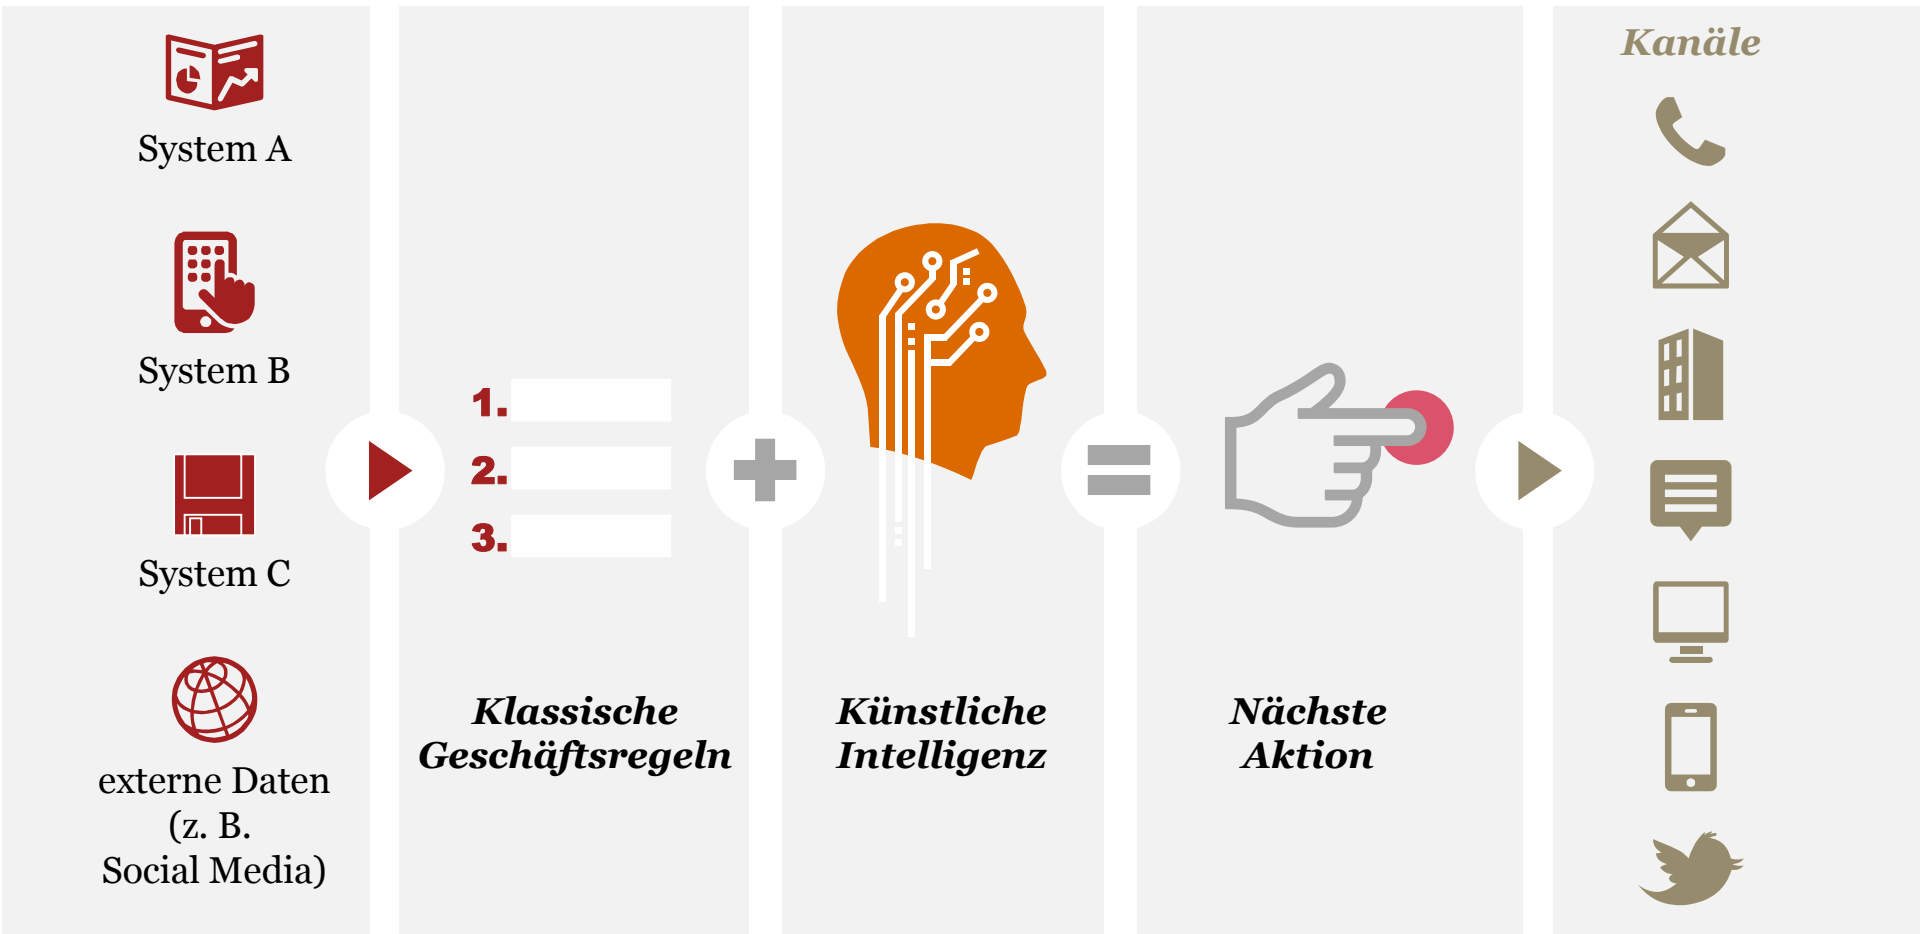 System A
System B
System C
externe Daten
(z. B.
Social Media)
1.
2.
3.
Klassische
Geschäftsregeln
Künstliche
Intelligenz
Nächste
Aktion
Kanäle